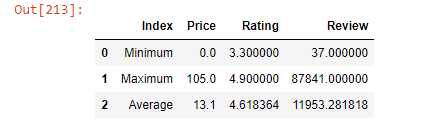 Out[213]:
Index Price Rating Review
0 Minimum 0.0 3.300000 37.000000
1 Maximum 105.0 4.900000 87841.000000
2 Average 13.1 4.618364 11953.281818